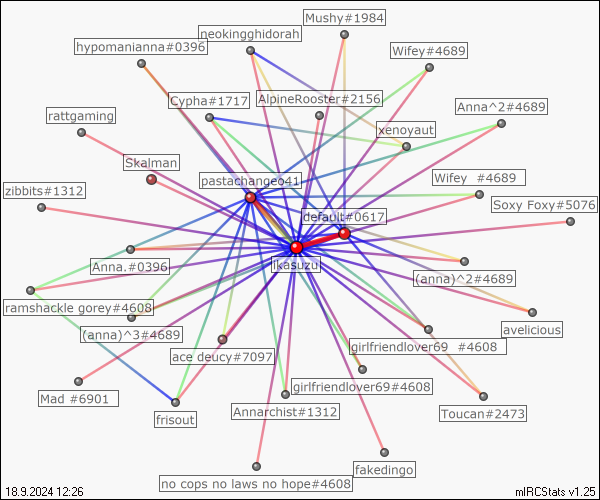 Mushy#1984
neokingghidorah
hypomanianna#0396
Wifey#4689
Cypha#1717
AlpineRooster#2156
Anna^2#4689
rattgaming
xenoyaut
Skalman
pastachangeo41
zibbits#1312
Wifey #4689
Soxy Foxy#5076
default#0617
ikasuzu
Anna.#0396
(anna)^2#4689
ramshackle gorey#4608
(anna)^3#4689
avelicious
girlfriendlover69 #4608
ace deucy#7097
girlfriendlover69#4608
Mad #6901
Annarchist#1312
Toucan#2473
frisout
fakedingo
no cops no laws no hope#4608
18.9.2024 12:26
mIRCStats v1.25